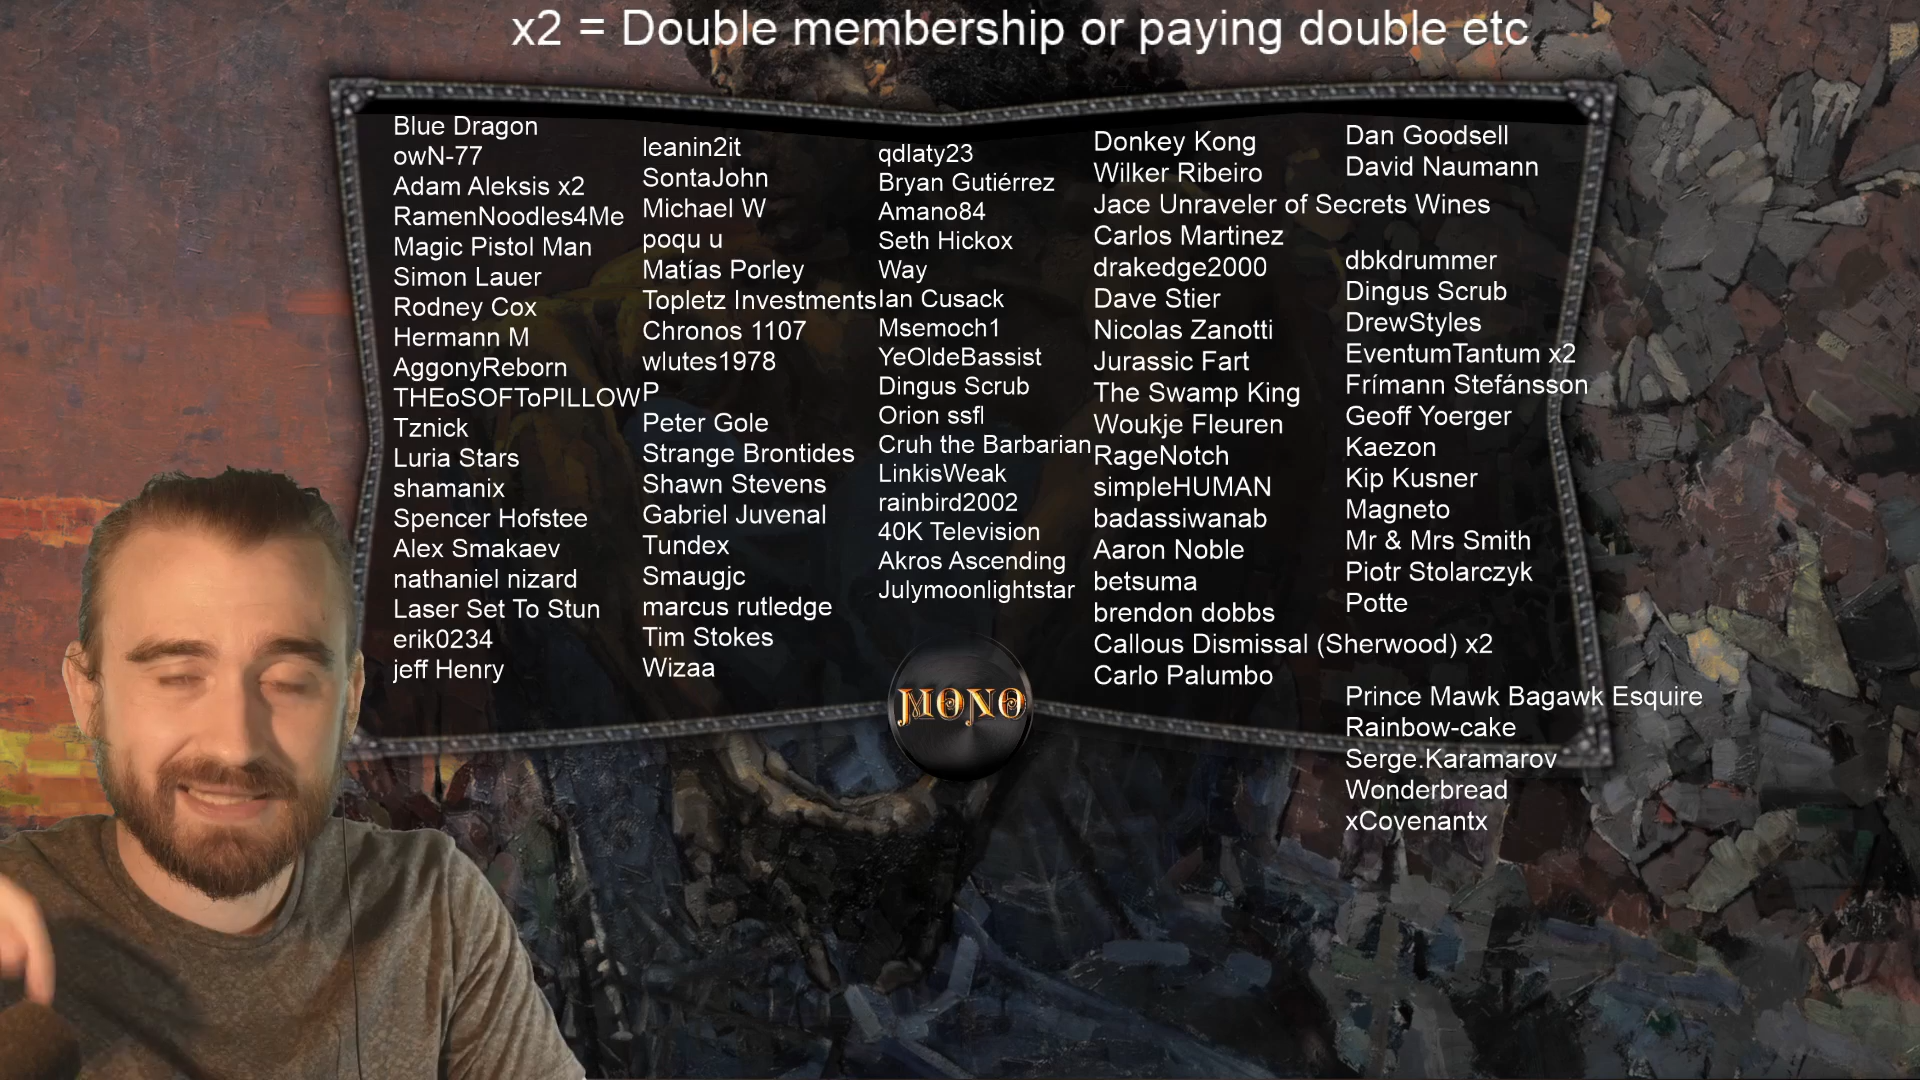 x2 = Double membership or paying double etc
Blue Dragon
owN-77
Adam Aleksis x2
RamenNoodles4Me
Magic Pistol Man
Simon Lauer
Rodney Cox
Hermann M
AggonyReborn
THEoSOFToPILLOW
Tznick
Luria Stars
shamanix
Spencer Hofstee
Alex Smakaev
nathaniel nizard
Laser Set To Stun
erik0234
jeff Henry
leanin2it
SontaJohn
Michael W
poqu u
Matías Porley
Topletz Investments
Chronos 1107
wlutes1978
P
Peter Gole
Strange Brontides
Shawn Stevens
Gabriel Juvenal
Tundex
Smaugjc
marcus rutledge
Tim Stokes
Wizaa
qdlaty23
Bryan Gutiérrez
Amano84
Seth Hickox
Way
Ian Cusack
Msemoch1
YeOldeBassist
Dingus Scrub
Orion ssfl
Cruh the Barbarian
LinkisWeak
rainbird2002
40K Television
Akros Ascending
Julymoonlightstar
MONO
Donkey Kong
Wilker Ribeiro
Jace Unraveler of Secrets Wines
Carlos Martinez
drakedge2000
Dave Stier
Nicolas Zanotti
Jurassic Fart
The Swamp King
Woukje Fleuren
RageNotch
simpleHUMAN
badassiwanab
Aaron Noble
betsuma
brendon dobbs
Callous Dismissal (Sherwood) x2
Carlo Palumbo
Dan Goodsell
David Naumann
dbkdrummer
Dingus Scrub
DrewStyles
EventumTantum x2
Frímann Stefánsson
Geoff Yoerger
Kaezon
Kip Kusner
Magneto
Mr & Mrs Smith
Piotr Stolarczyk
Potte
Prince Mawk Bagawk Esquire
Rainbow-cake
Serge.Karamarov
Wonderbread
xCovenantx